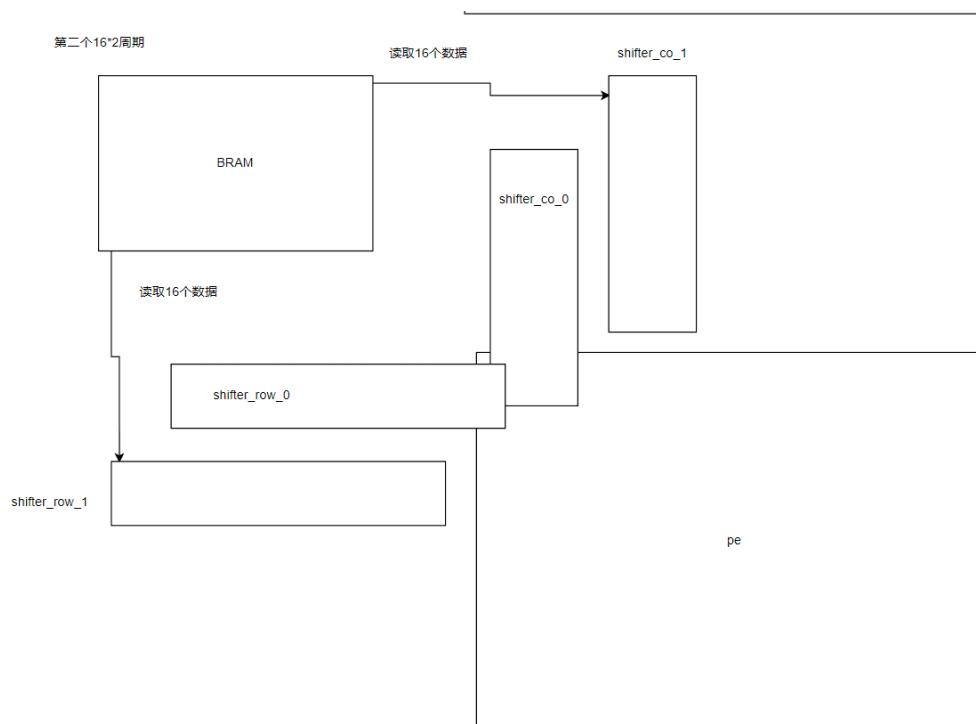 第二个16*2周期
读取16个数据
shifter_co_1
BRAM
shifter_co_0
读取16个数据
shifter_row_0
shifter_row_1
pe